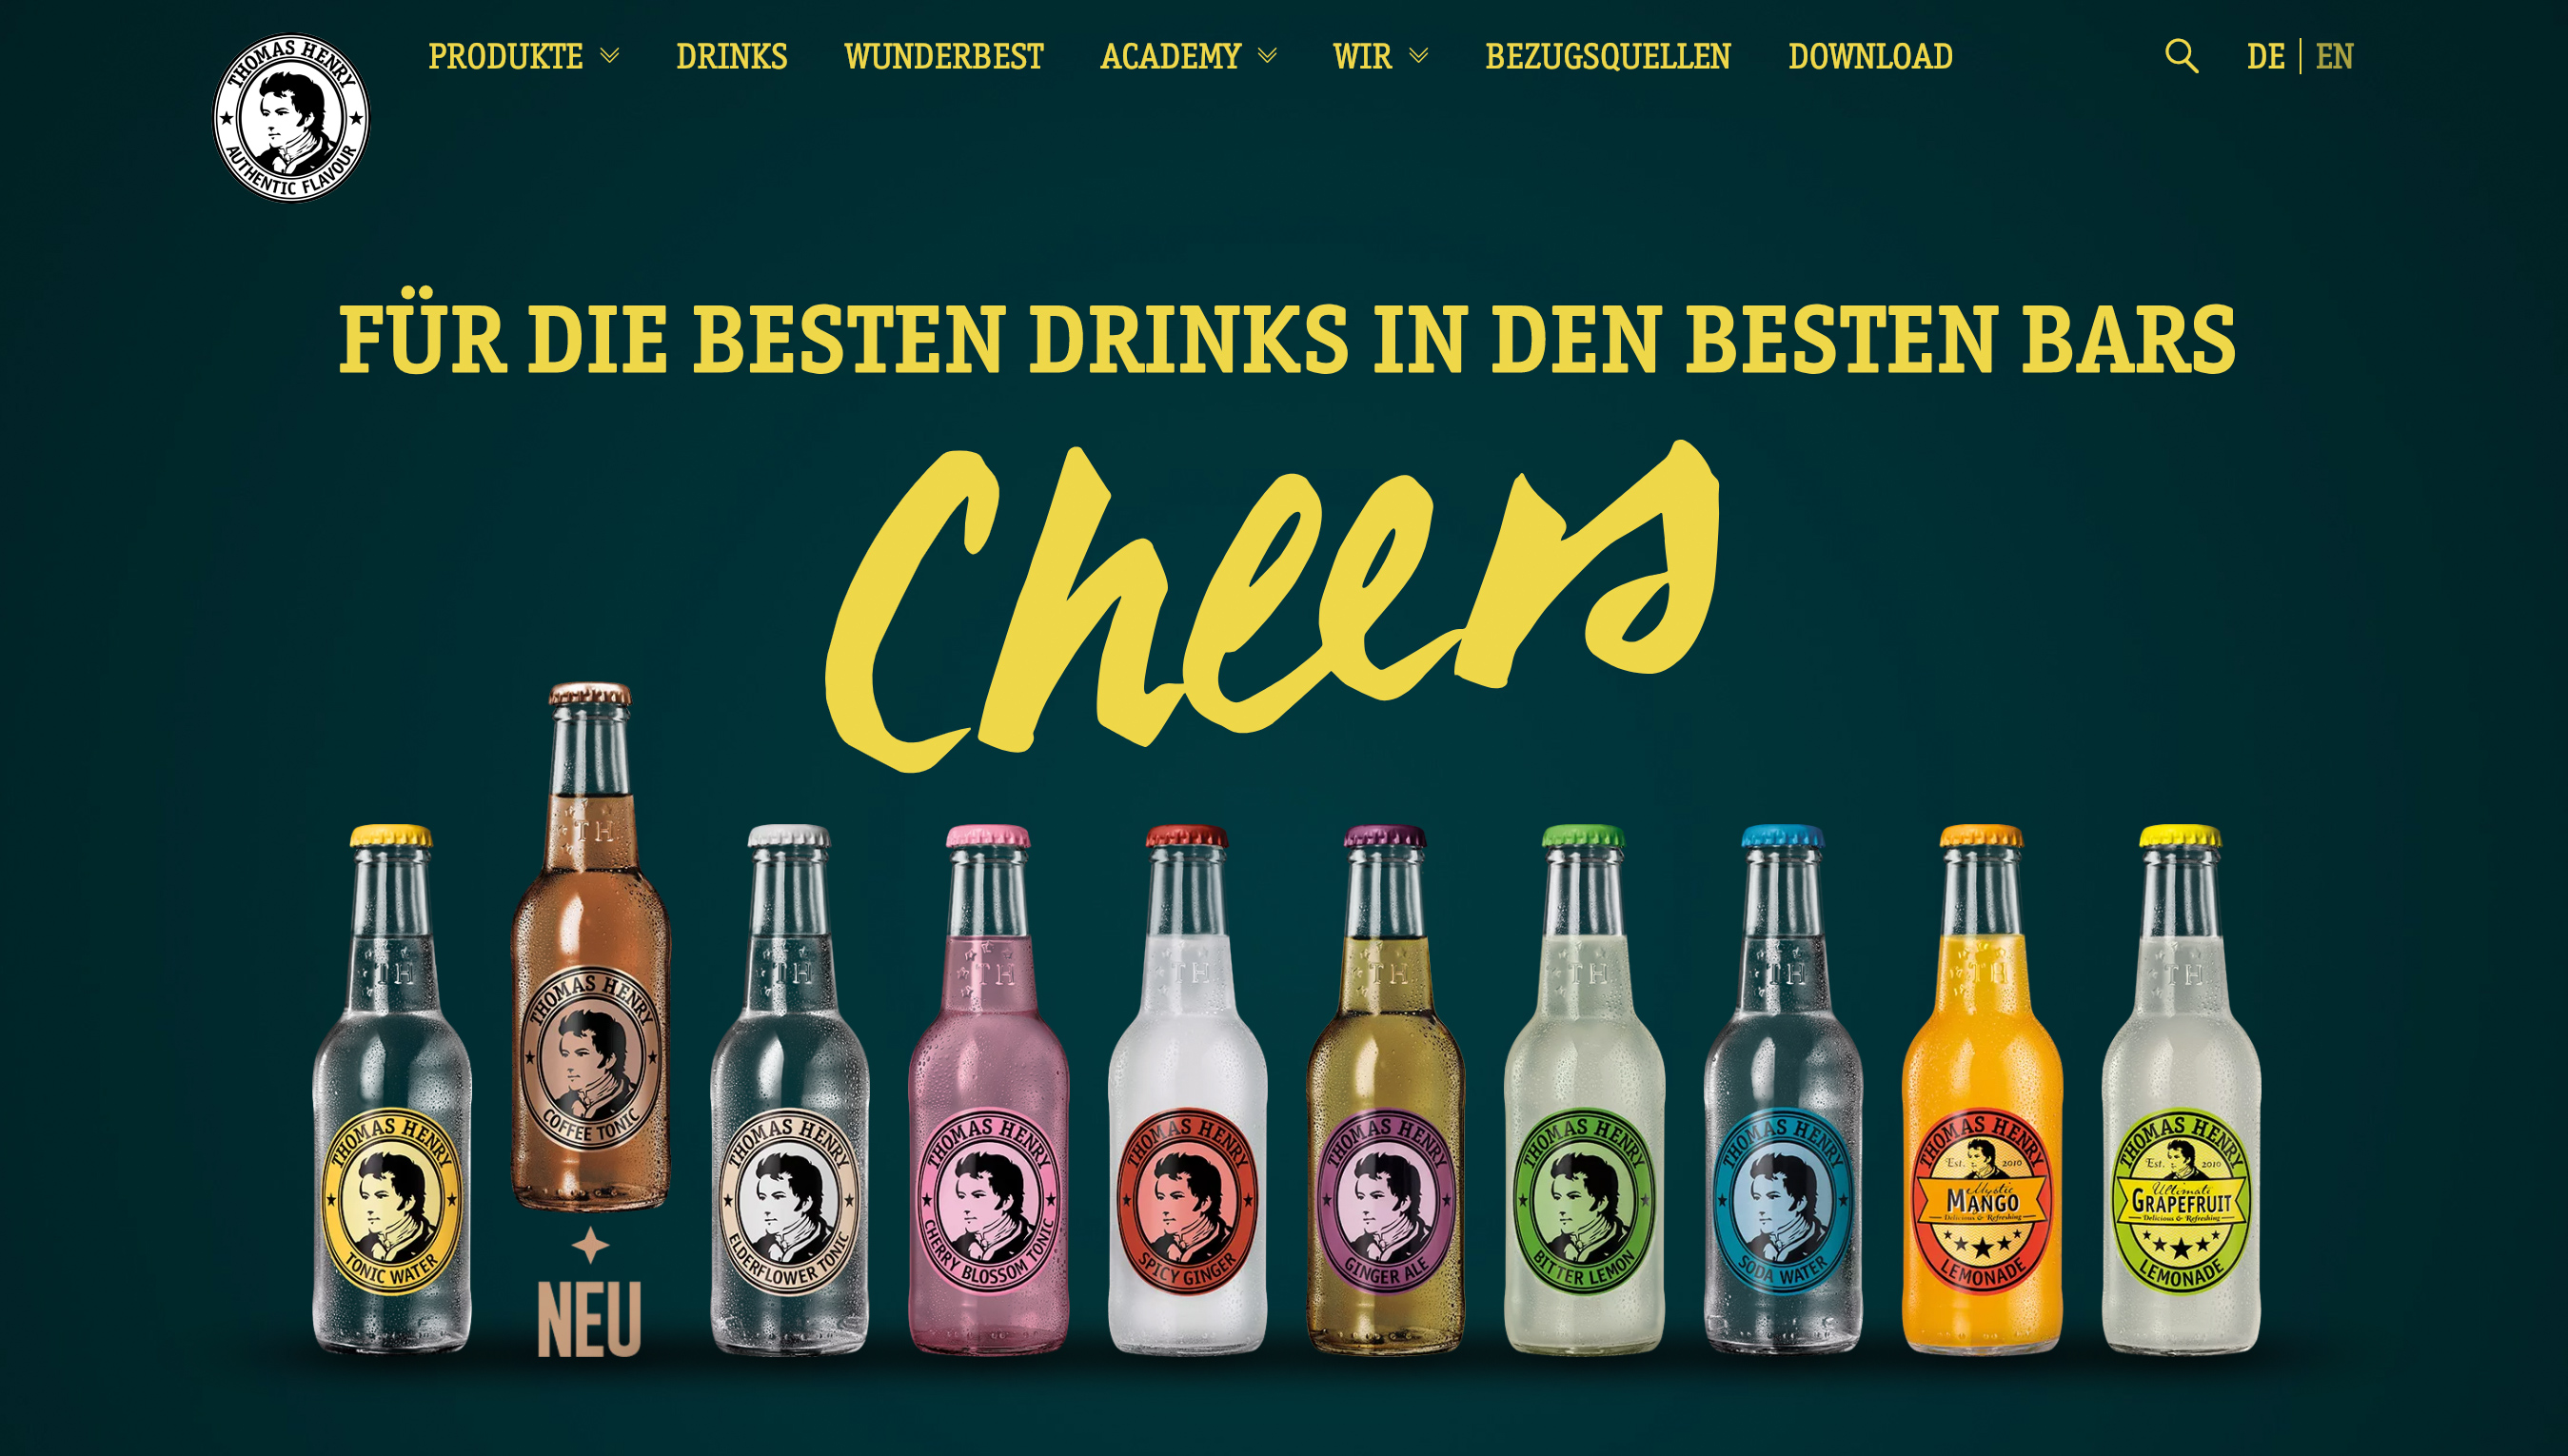 THOMAS HENRY
AUTHENTIC FLAVOUR
PRODUKTE DRINKS WUNDERBEST ACADEMY WIR BEZUGSQUELLEN DOWNLOAD DE | EN
FÜR DIE BESTEN DRINKS IN DEN BESTEN BARS
Cheers
TH
THOMAS HENRY
TONIC WATER
TH
THOMAS HENRY
COFFEE TONIC
NEU
TH
THOMAS HENRY
ELDERFLOWER TONIC
TH
THOMAS HENRY
CHERRY BLOSSOM TONIC
TH
THOMAS HENRY
SPICY GINGER
TH
THOMAS HENRY
GINGER ALE
TH
THOMAS HENRY
BITTER LEMON
TH
THOMAS HENRY
SODA WATER
TH
THOMAS HENRY
Est. 2010
Mystic
MANGO
Delicious & Refreshing
LEMONADE
TH
THOMAS HENRY
Est. 2010
Ultimate
GRAPEFRUIT
Delicious & Refreshing
LEMONADE